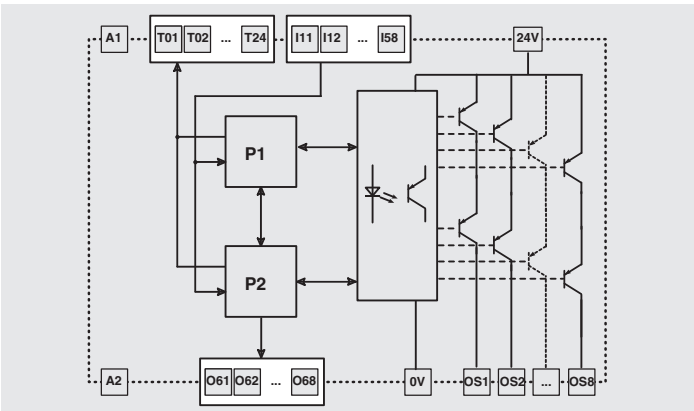 A1 T01 T02 ... T24 I11 I12 ... I58 24V
P1
P2
A2 O61 O62 ... O68 0V OS1 OS2 ... OS8